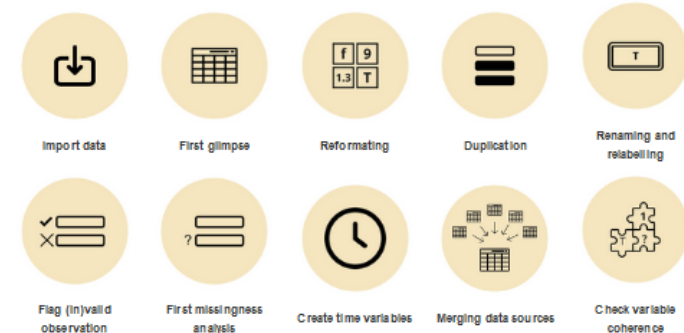 f 9
1.3 T
T
Import data
First glimpse
Reformating
Duplication
Renaming and
relabelling
?
1
T ?
Flag (in)valid
observation
First missingness
analysis
Create time variables
Merging data sources
Check variable
coherence